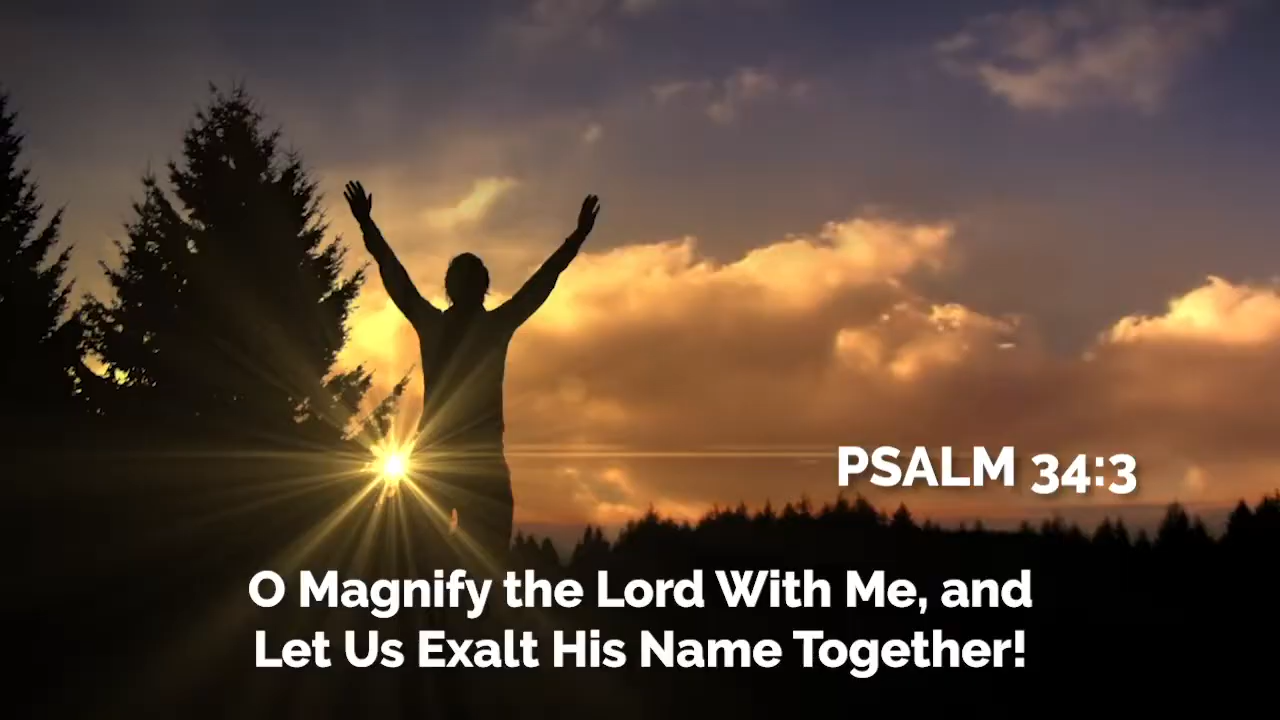 PSALM 34:3
O Magnify the Lord With Me, and
Let Us Exalt His Name Together!